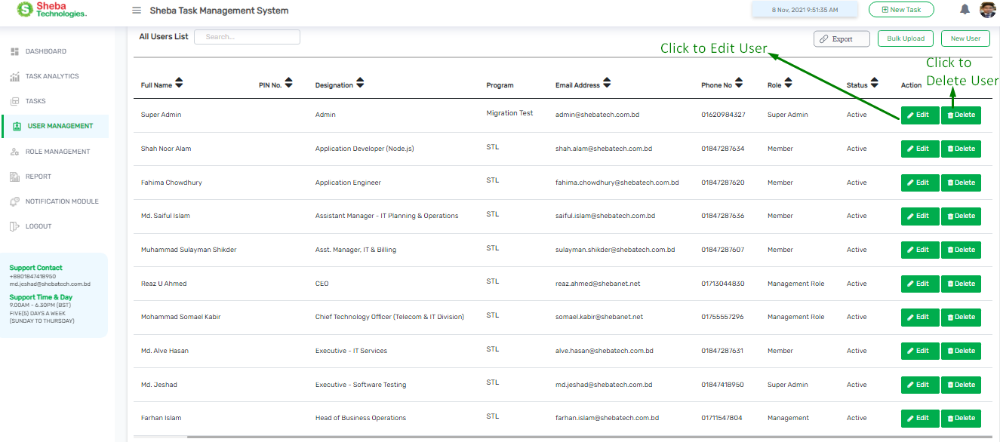 Sheba
Technologies.
Sheba Task Management System
8 Nov, 2021 9:51:35 AM
New Task
All Users List
Search...
Export
Bulk Upload
New User
Click to Edit User
Click to
Delete User
DASHBOARD
TASK ANALYTICS
TASKS
USER MANAGEMENT
ROLE MANAGEMENT
REPORT
NOTIFICATION MODULE
LOGOUT
Support Contact
+8801847418950
md.jeshad@shebatech.com.bd
Support Time & Day
9.00AM - 6.30PM (BST)
FIVE(5) DAYS A WEEK
(SUNDAY TO THURSDAY)
Full Name PIN No. Designation Program Email Address Phone No Role Status Action
Super Admin Admin Migration Test admin@shebatech.com.bd 01620984327 Super Admin Active Edit Delete
Shah Noor Alam Application Developer (Node.js) STL shah.alam@shebatech.com.bd 01847287634 Member Active Edit Delete
Fahima Chowdhury Application Engineer STL fahima.chowdhury@shebatech.com.bd 01847287620 Member Active Edit Delete
Md. Saiful Islam Assistant Manager - IT Planning & Operations STL saiful.islam@shebatech.com.bd 01847287636 Member Active Edit Delete
Muhammad Sulayman Shikder Asst. Manager, IT & Billing STL sulayman.shikder@shebatech.com.bd 01847287607 Member Active Edit Delete
Reaz U Ahmed CEO STL reaz.ahmed@shebanet.net 01713044830 Management Role Active Edit Delete
Mohammad Somael Kabir Chief Technology Officer (Telecom & IT Division) STL somael.kabir@shebanet.net 01755557296 Management Role Active Edit Delete
Md. Alve Hasan Executive - IT Services STL alve.hasan@shebatech.com.bd 01847287631 Member Active Edit Delete
Md. Jeshad Executive - Software Testing STL md.jeshad@shebatech.com.bd 01847418950 Super Admin Active Edit Delete
Farhan Islam Head of Business Operations STL farhan.islam@shebatech.com.bd 01711547804 Management Active Edit Delete